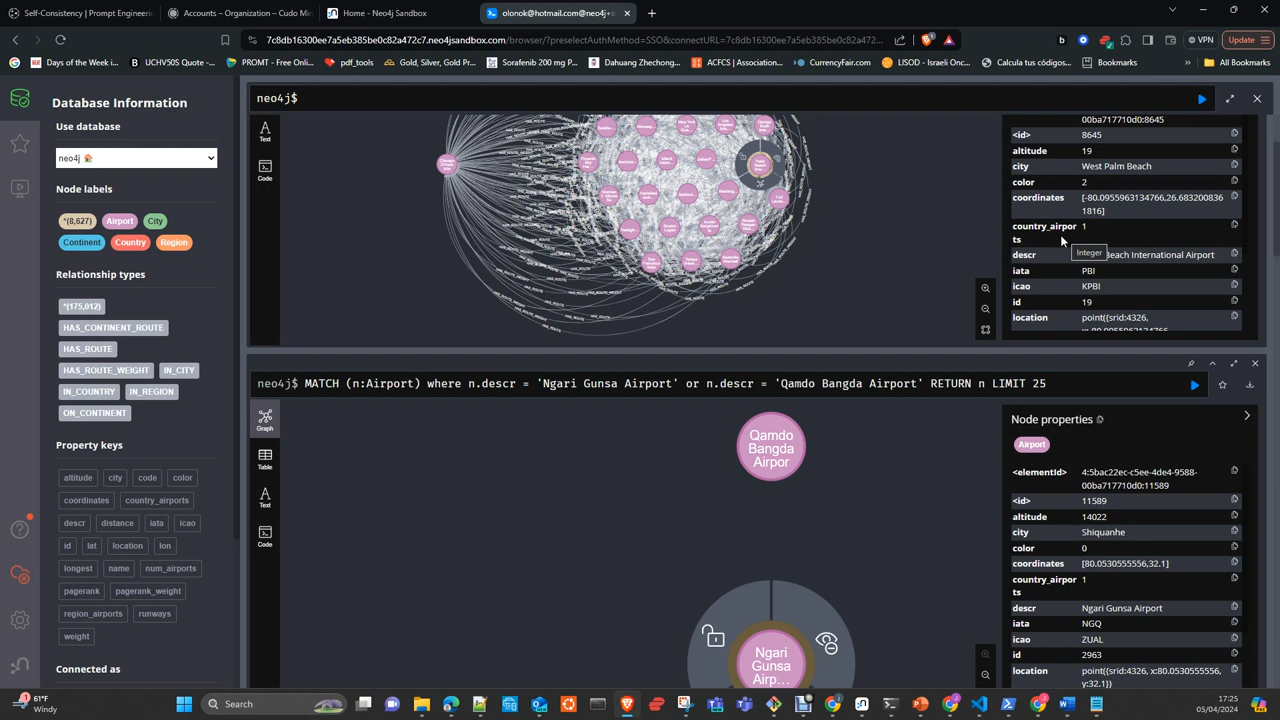 Self-Consistency | Prompt Engineering
Accounts – Organization – Cudo Mi
Home - Neo4j Sandbox
olonok@hotmail.com@neo4j+s
7c8db16300ee7a5eb385be0c82a472c7.neo4jsandbox.com/browser/?preselectAuthMethod=SSO&connectURL=7c8db16300ee7a5eb385be0c82a472c7....
VPN
Update
Days of the Week i...
UCHV50S Quote -...
PROMT - Free Onli...
pdf_tools
Gold, Silver, Gold Pr...
Sorafenib 200 mg P...
Dahuang Zhechong...
ACFCS | Association...
CurrencyFair.com
LISOD - Israeli Onc...
Calcula tus códigos...
Bookmarks
All Bookmarks
Database Information
Use database
neo4j
Node labels
*(8,627)
Airport
City
Continent
Country
Region
Relationship types
*(175,012)
HAS_CONTINENT_ROUTE
HAS_ROUTE
HAS_ROUTE_WEIGHT
IN_CITY
IN_COUNTRY
IN_REGION
ON_CONTINENT
Property keys
altitude
city
code
color
coordinates
country_airports
descr
distance
iata
icao
id
lat
location
lon
longest
name
num_airports
pagerank
pagerank_weight
region_airports
runways
weight
Connected as
neo4j$
Text
Code
HAS_ROUTE
00ba717710d0:8645
<id> 8645
altitude 19
city West Palm Beach
color 2
coordinates [-80.0955963134766,26.683200836
1816]
country_airpor 1
ts
Integer
descr Beach International Airport
iata PBI
icao KPBI
id 19
location point({srid:4326,
x:-80.0955963134766,
neo4j$ MATCH (n:Airport) where n.descr = 'Ngari Gunsa Airport' or n.descr = 'Qamdo Bangda Airport' RETURN n LIMIT 25
Graph
Table
Text
Code
Qamdo
Bangda
Airpor
Ngari
Gunsa
Airp...
Node properties
Airport
<elementId> 4:5bac22ec-c5ee-4de4-9588-
00ba717710d0:11589
<id> 11589
altitude 14022
city Shiquanhe
color 0
coordinates [80.0530555556,32.1]
country_airpor 1
ts
descr Ngari Gunsa Airport
iata NGQ
icao ZUAL
id 2963
location point({srid:4326, x:80.0530555556,
y:32.1})
1
61°F
Windy
Search
17:25
05/04/2024